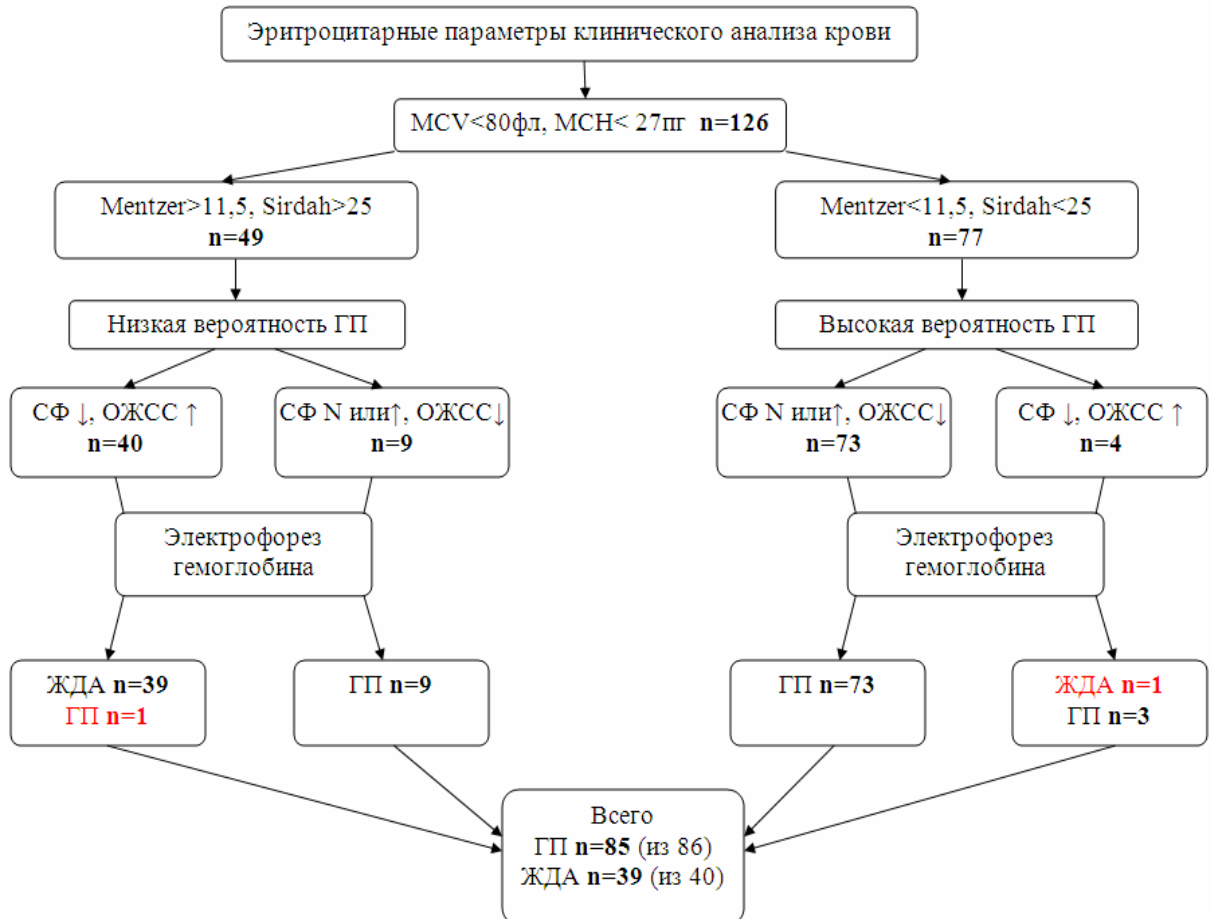 Эритроцитарные параметры клинического анализа крови
MCV<80фл, MCH< 27пг n=126
Mentzer>11,5, Sirdah>25
n=49
Mentzer<11,5, Sirdah<25
n=77
Низкая вероятность ГП
Высокая вероятность ГП
СФ ↓, ОЖСС ↑
n=40
СФ N или↑, ОЖСС↓
n=9
СФ N или↑, ОЖСС↓
n=73
СФ ↓, ОЖСС ↑
n=4
Электрофорез
гемоглобина
Электрофорез
гемоглобина
ЖДА n=39
ГП n=1
ГП n=9
ГП n=73
ЖДА n=1
ГП n=3
Всего
ГП n=85 (из 86)
ЖДА n=39 (из 40)